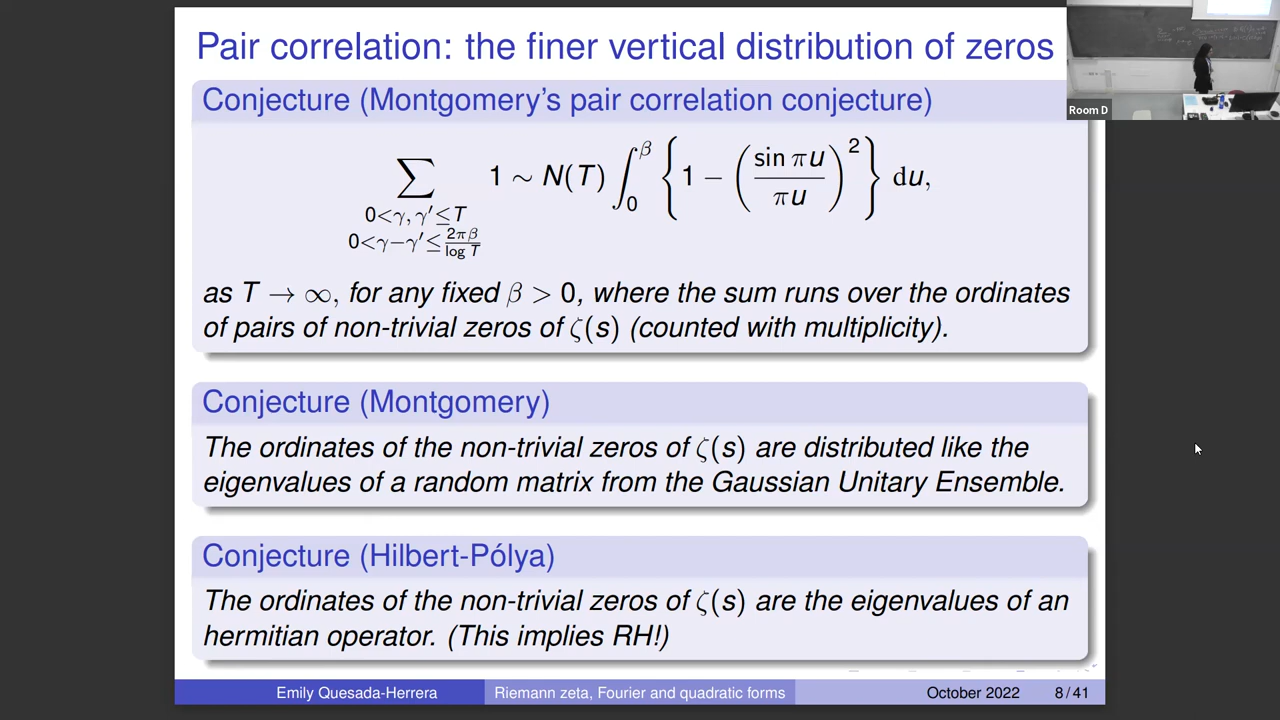 Pair correlation: the finer vertical distribution of zeros
Room D
Conjecture (Montgomery's pair correlation conjecture)
∑ 1 ∼ N(T) ∫₀^β { 1 − ( sin πu / πu )² } du,
0<γ,γ′≤T
0<γ−γ′≤ 2πβ / log T
as T → ∞, for any fixed β > 0, where the sum runs over the ordinates
of pairs of non-trivial zeros of ζ(s) (counted with multiplicity).
Conjecture (Montgomery)
The ordinates of the non-trivial zeros of ζ(s) are distributed like the
eigenvalues of a random matrix from the Gaussian Unitary Ensemble.
Conjecture (Hilbert-Pólya)
The ordinates of the non-trivial zeros of ζ(s) are the eigenvalues of an
hermitian operator. (This implies RH!)
Emily Quesada-Herrera Riemann zeta, Fourier and quadratic forms October 2022 8 / 41